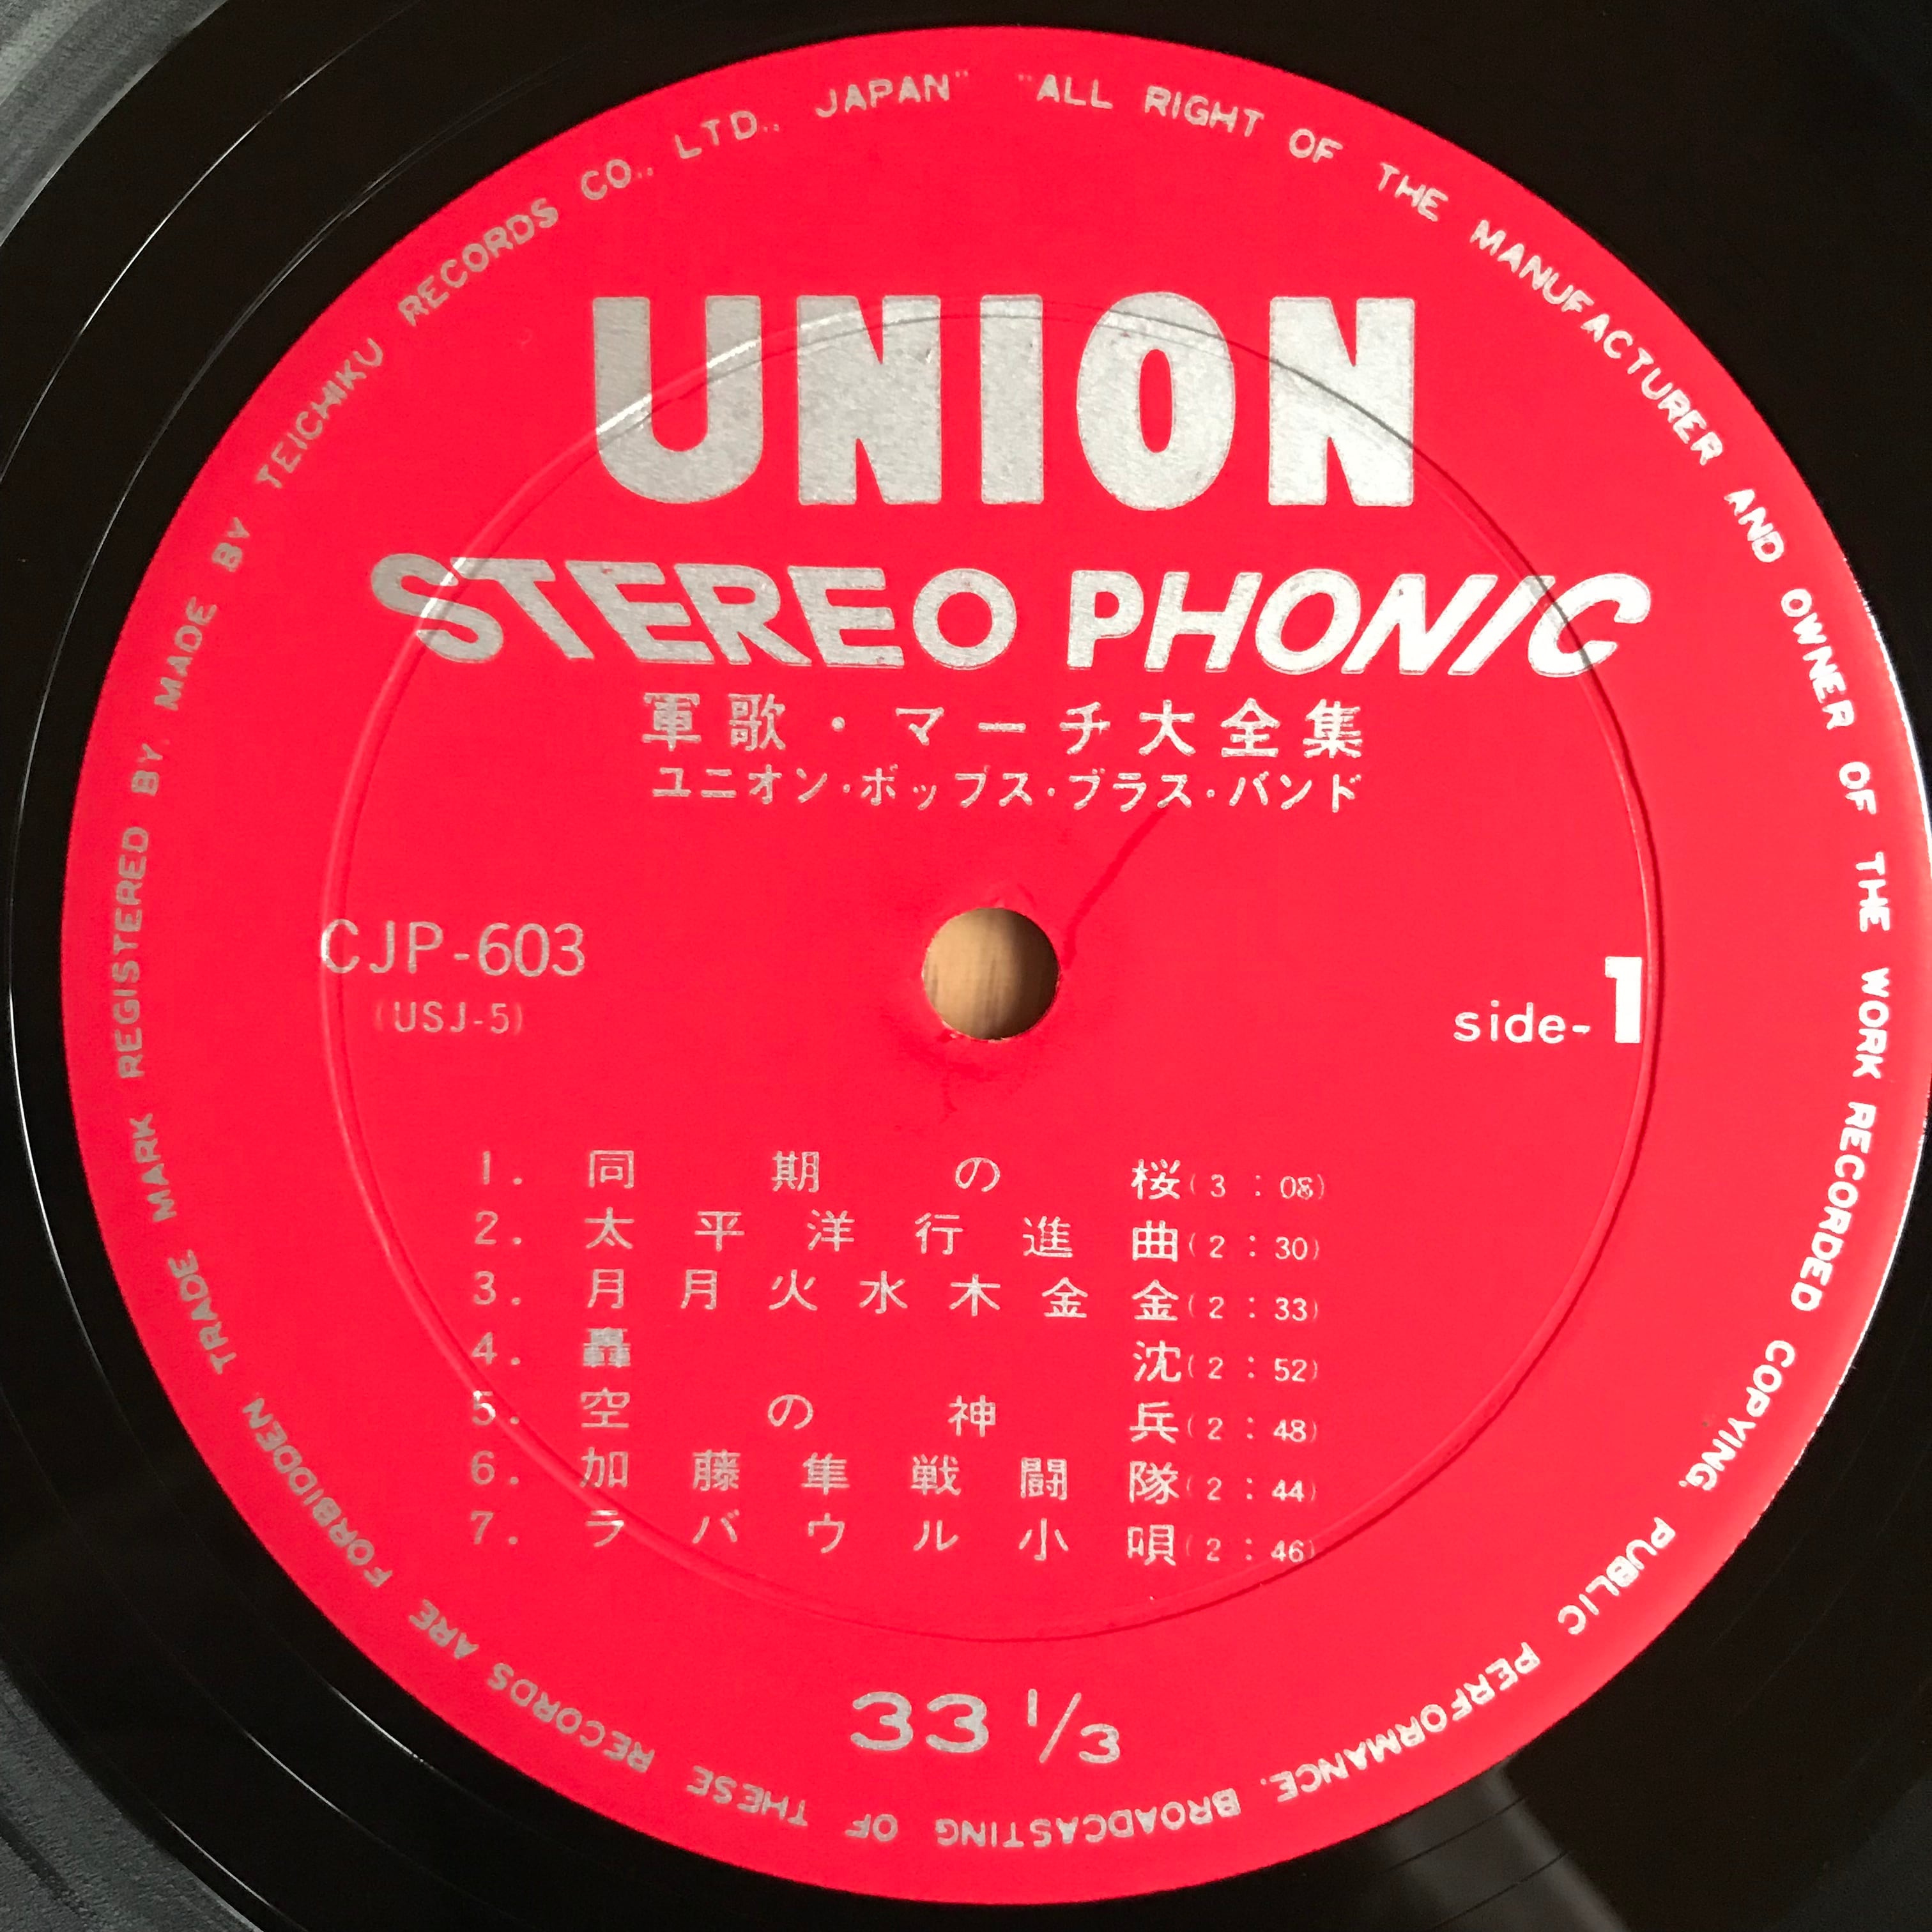 UNION
STEREO PHONIC
軍歌・マーチ大全集
ユニオン・ポップス・ブラス・バンド
CJP-603
(USJ-5)
side-1
1. 同期の桜(3:08)
2. 太平洋行進曲(2:30)
3. 月月火水木金金(2:33)
4. 轟沈(2:52)
5. 空の神兵(2:48)
6. 加藤隼戦闘隊(2:44)
7. ラバウル小唄(2:46)
33 1/3
"ALL RIGHT OF THE MANUFACTURER AND OWNER OF THE WORK RECORDED COPYING. PUBLIC PERFORMANCE. BROADCASTING OF THESE RECORDS ARE FORBIDDEN. TRADE MARK REGISTERED BY. MADE BY TEICHIKU RECORDS CO., LTD., JAPAN"